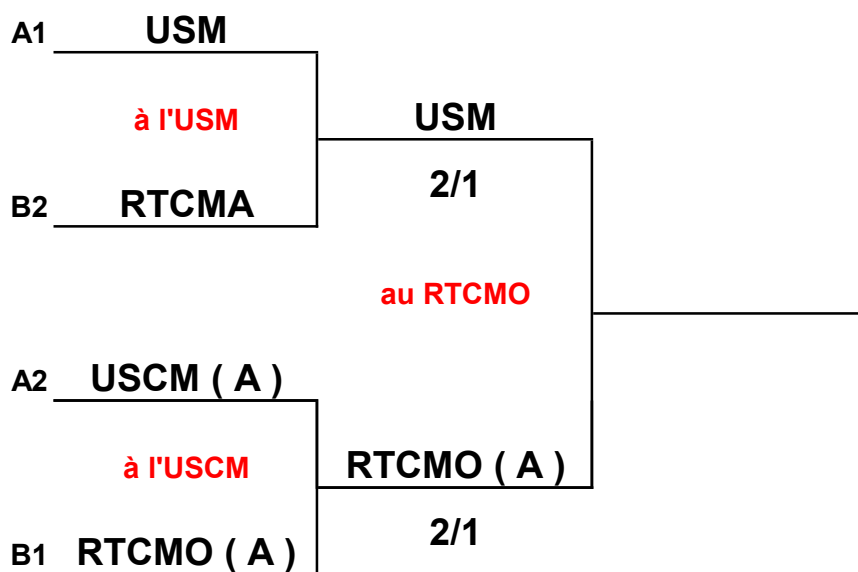 A1 USM
à l'USM
USM
B2 RTCMA
2/1
au RTCMO
A2 USCM ( A )
à l'USCM
RTCMO ( A )
B1 RTCMO ( A )
2/1